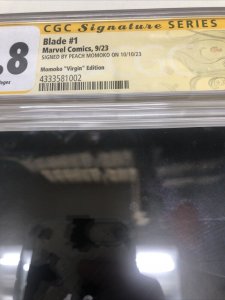 CGC Signature SERIES
.8
Blade #1
Marvel Comics, 9/23
SIGNED BY PEACH MOMOKO ON 10/10/23
Pages
Momoko "Virgin" Edition
4333581002